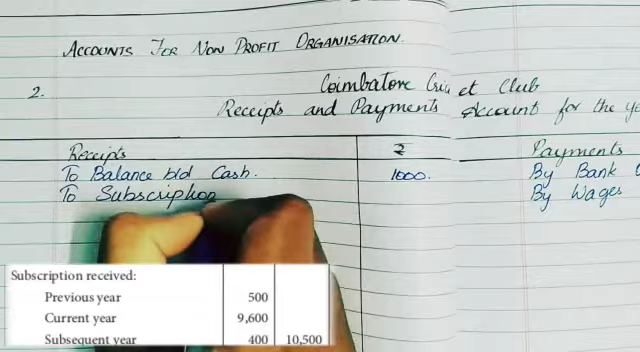 ACCOUNTS FOR NON PROFIT ORGANISATION.
2.
Coimbatore Cricket Club
Receipts and Payments Account for the
Receipts ₹ Payments
To Balance b/d Cash. 1000. By Bank
To Subscription By Wages
Subscription received:
Previous year 500
Current year 9,600
Subsequent year 400 10,500